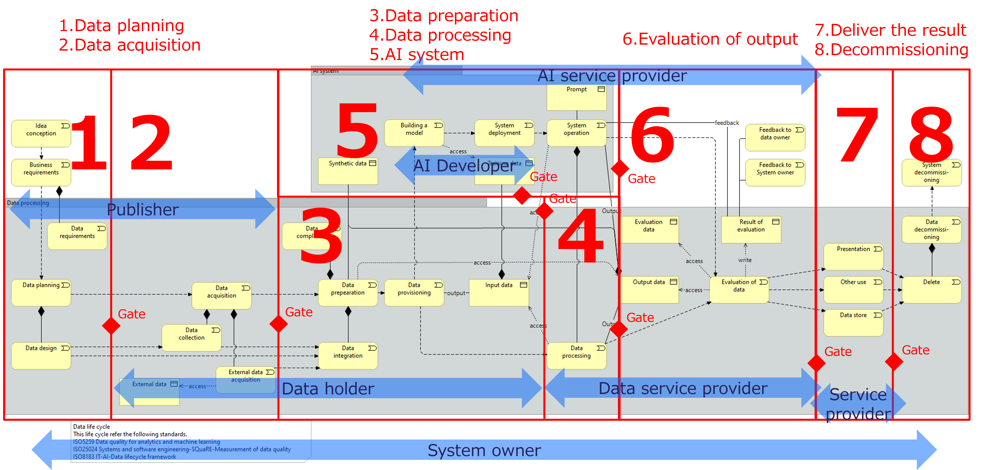 1.Data planning
2.Data acquisition
3.Data preparation
4.Data processing
5.AI system
6.Evaluation of output
7.Deliver the result
8.Decommissioning
AI system
AI service provider
Prompt
1
2
5
6
7
8
Idea
conception
Building a
model
System
deployment
System
operation
feedback
Feedback to
data owner
access
Business
requirements
Synthetic data
AI Developer
Training data
Gate
Gate
Feedback to
System owner
System
decommissi-
oning
Data processing
Publisher
Gate
access
Output
Data
requirements
Data
3
4
Evaluation
data
Result of
evaluation
Data
decommissi-
oning
access
access
write
Presentation
Data planning
Data
acquisition
Data
prepearation
Data
provisioning
output
Input data
Output data
access
Evaluation of
data
Other use
Delete
Gate
Gate
Gate
access
Output
Data store
Data
collection
Data design
Data
integration
Data
processing
Gate
Gate
External data
acquisition
External data
access
Data holder
Data service provider
Service
provider
Data life cycle
This life cycle refer the following standards.
ISO5259 Data quality for analytics and machine learning
ISO25024 Systems and software engineering-SQuaRE-Measurement of data quality
ISO8183 IT-AI-Data lifecycle framework
System owner